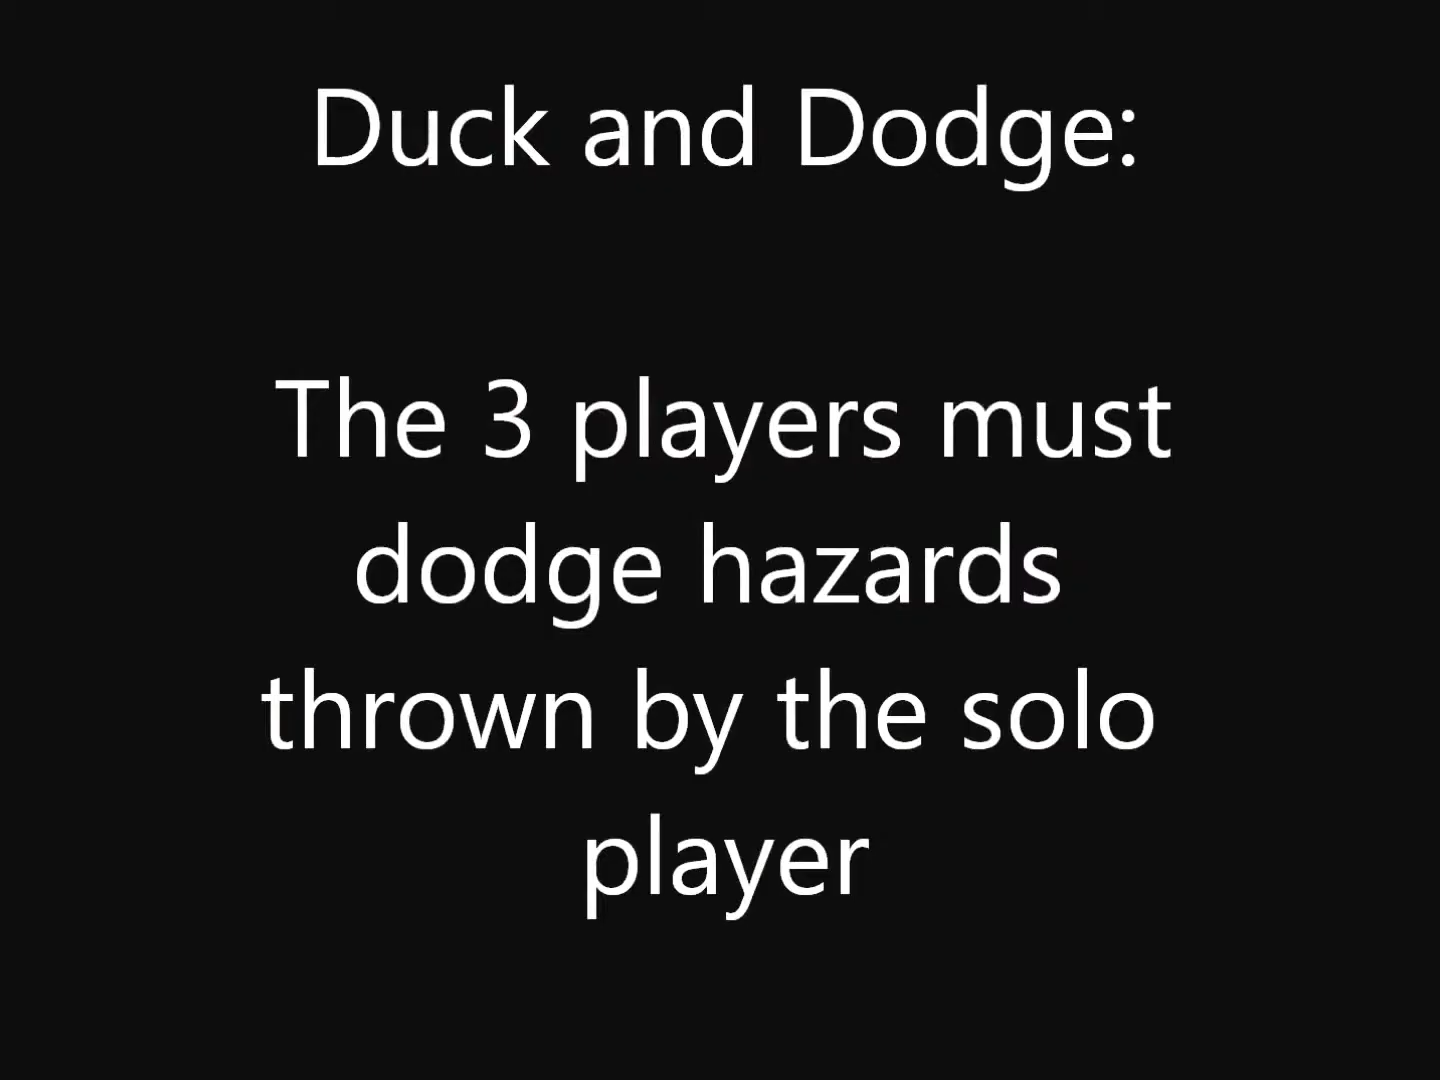 Duck and Dodge:
The 3 players must
dodge hazards
thrown by the solo
player